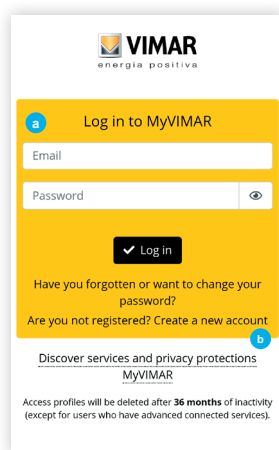 VIMAR
energia positiva
a
Log in to MyVIMAR
Email
Password
Log in
Have you forgotten or want to change your
password?
Are you not registered? Create a new account
b
Discover services and privacy protections
MyVIMAR
Access profiles will be deleted after 36 months of inactivity
(except for users who have advanced connected services).